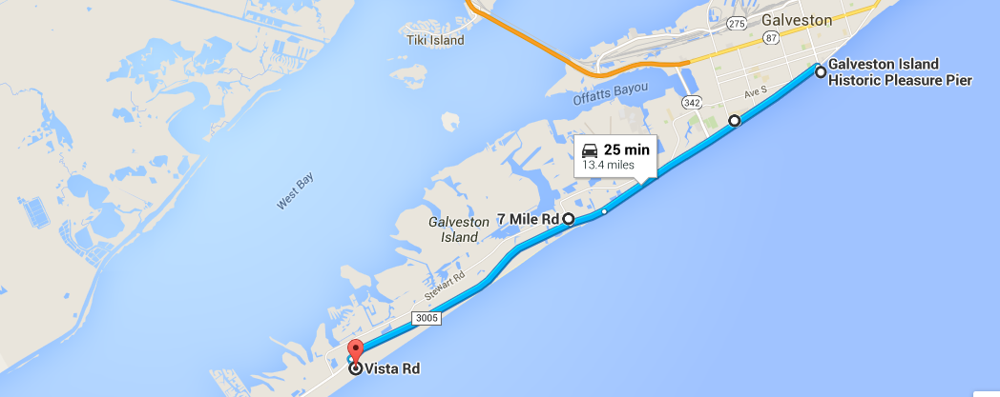 275
Galveston
87
Tiki Island
Galveston Island
Historic Pleasure Pier
Offatts Bayou
Ave S
342
25 min
13.4 miles
West Bay
7 Mile Rd
Galveston
Island
Stewart Rd
3005
Vista Rd